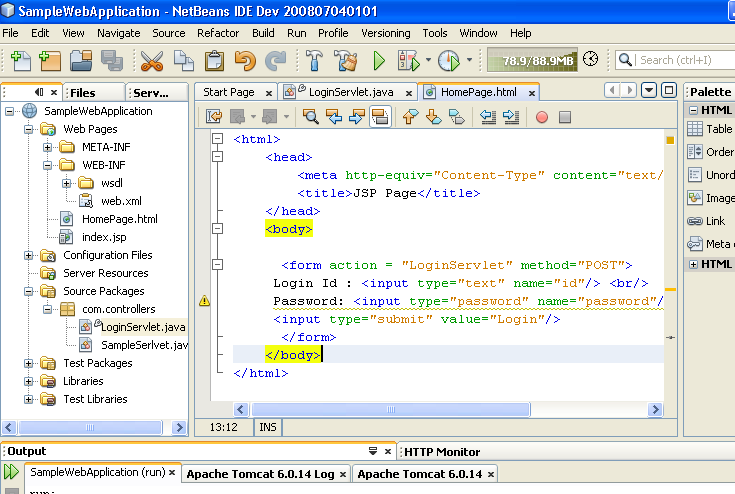 SampleWebApplication - NetBeans IDE Dev 200807040101
File Edit View Navigate Source Refactor Build Run Profile Versioning Tools Window Help
78.9/88.9MB Search (ctrl+I)
Files Serv...
Start Page LoginServlet.java HomePage.html
Palette
SampleWebApplication
Web Pages
META-INF
WEB-INF
wsdl
web.xml
HomePage.html
index.jsp
Configuration Files
Server Resources
Source Packages
com.controllers
LoginServlet.java
SampleSerlvet.jav
Test Packages
Libraries
Test Libraries
<html>
<head>
<meta http-equiv="Content-Type" content="text/
<title>JSP Page</title>
</head>
<body>
<form action = "LoginServlet" method="POST">
Login Id : <input type="text" name="id"/> <br/>
Password: <input type="password" name="password"/
<input type="submit" value="Login"/>
</form>
</body>
</html>
13:12 INS
HTML
Table
Order
Unord
Image
Link
Meta c
HTML
Output
HTTP Monitor
SampleWebApplication (run) Apache Tomcat 6.0.14 Log Apache Tomcat 6.0.14
run: